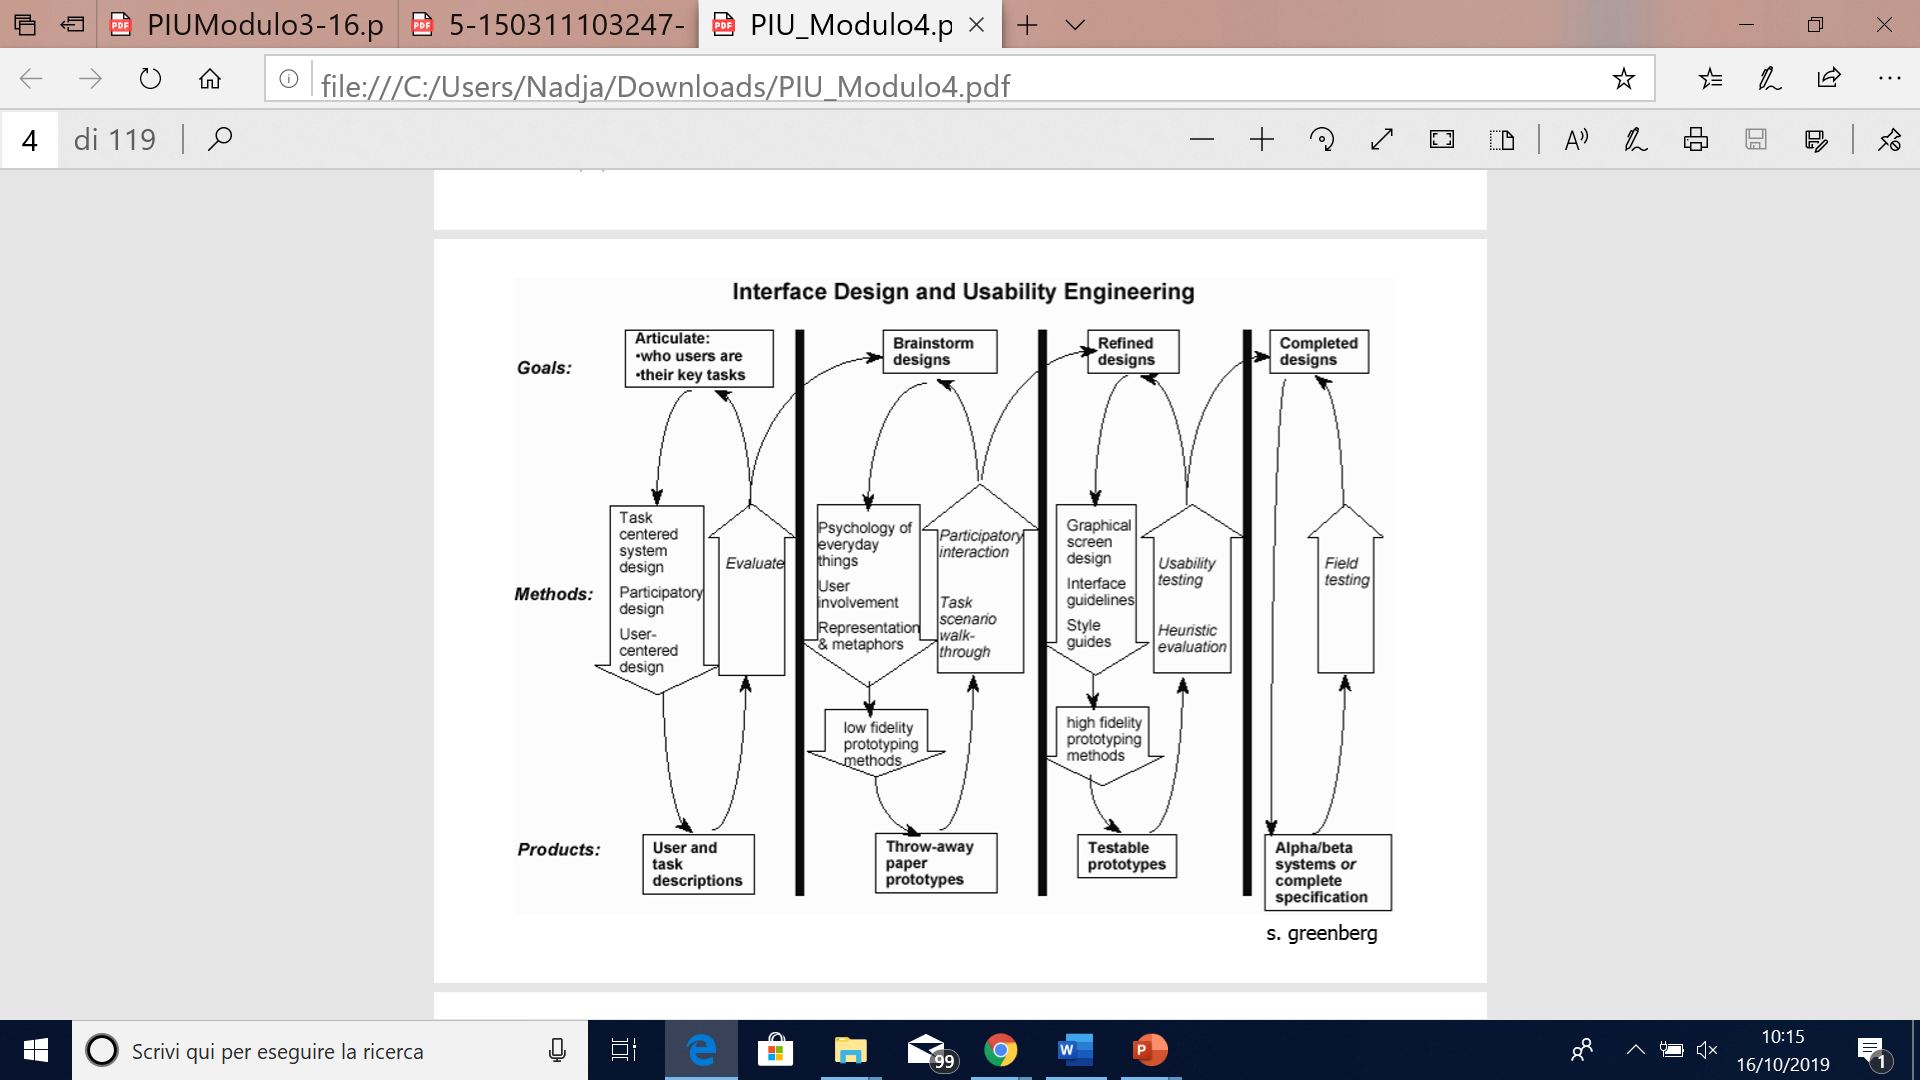 PIUModulo3-16.p
5-150311103247-
PIU_Modulo4.p
file:///C:/Users/Nadja/Downloads/PIU_Modulo4.pdf
4 di 119
Interface Design and Usability Engineering
Goals:
Articulate:
•who users are
•their key tasks
Brainstorm
designs
Refined
designs
Completed
designs
Methods:
Task
centered
system
design
Participatory
design
User-
centered
design
Evaluate
Psychology of
everyday
things
User
involvement
Representation
& metaphors
Participatory
interaction
Task
scenario
walk-
through
Graphical
screen
design
Interface
guidelines
Style
guides
Usability
testing
Heuristic
evaluation
Field
testing
low fidelity
prototyping
methods
high fidelity
prototyping
methods
Products:
User and
task
descriptions
Throw-away
paper
prototypes
Testable
prototypes
Alpha/beta
systems or
complete
specification
s. greenberg
Scrivi qui per eseguire la ricerca
99
10:15
16/10/2019
1